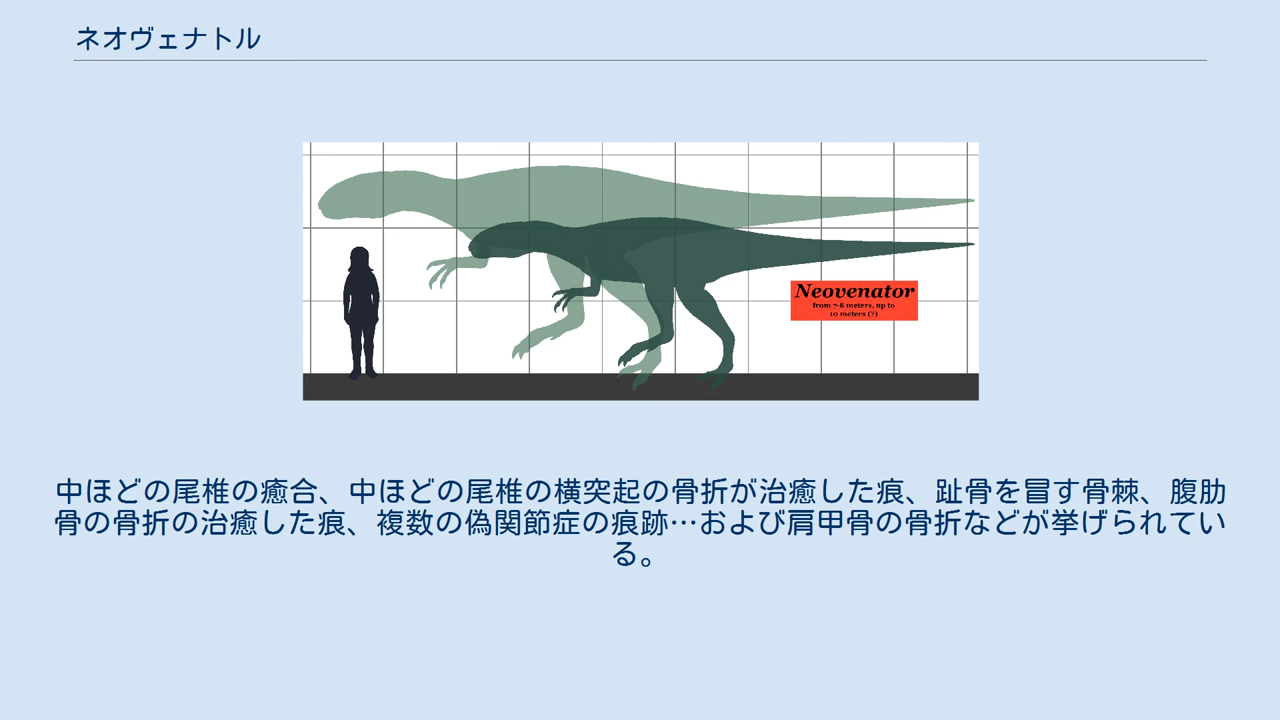 ネオヴェナトル
Neovenator
from 7-8 meters, up to
10 meters (?)
中ほどの尾椎の癒合、中ほどの尾椎の横突起の骨折が治癒した痕、趾骨を冒す骨棘、腹肋
骨の骨折の治癒した痕、複数の偽関節症の痕跡…および肩甲骨の骨折などが挙げられてい
る。